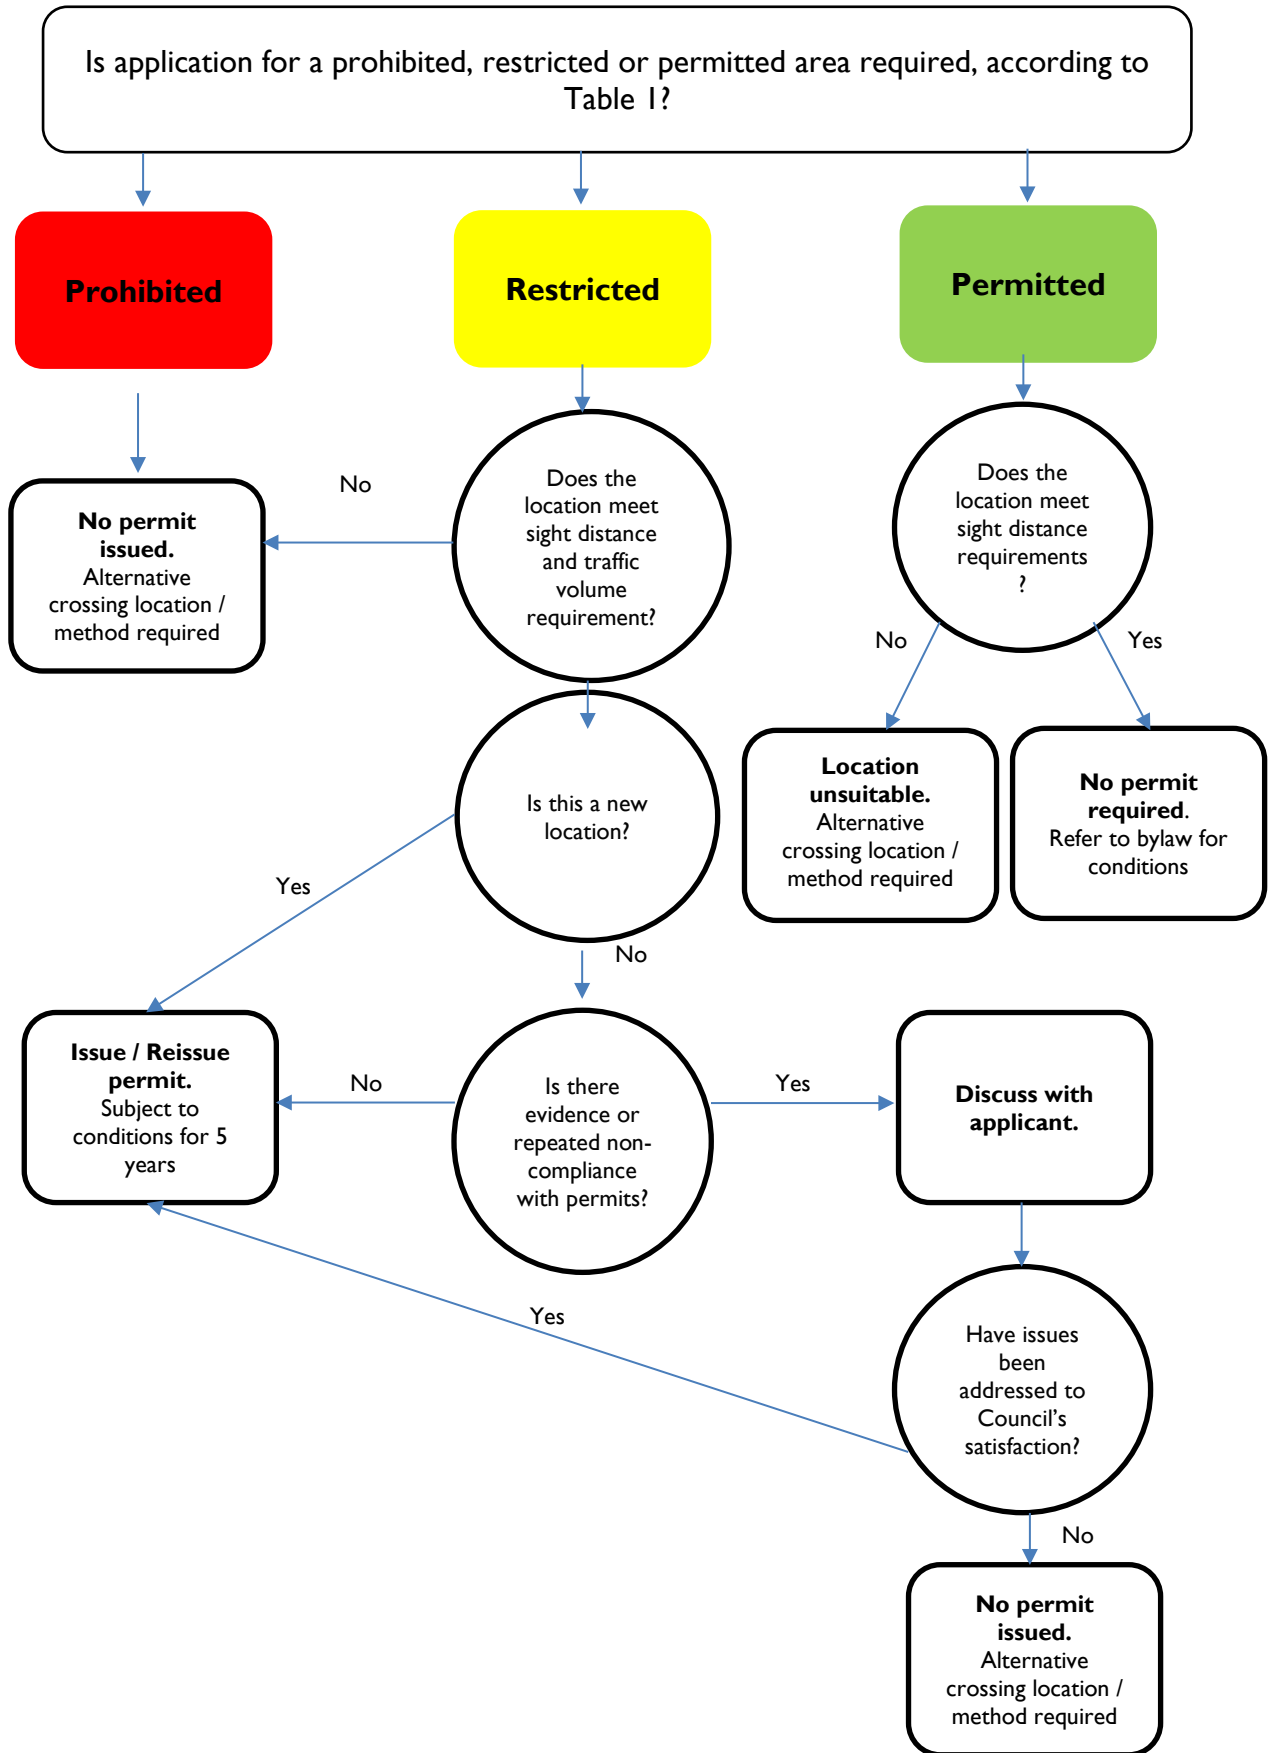 Is application for a prohibited, restricted or permitted area required, according to
Table 1?
Prohibited
Restricted
Permitted
No
No permit
issued.
Alternative
crossing location /
method required
Does the
location meet
sight distance
and traffic
volume
requirement?
Does the
location meet
sight distance
requirements
?
No
Yes
Location
unsuitable.
Alternative
crossing location /
method required
No permit
required.
Refer to bylaw for
conditions
Is this a new
location?
Yes
No
Issue / Reissue
permit.
Subject to
conditions for 5
years
No
Is there
evidence or
repeated non-
compliance
with permits?
Yes
Discuss with
applicant.
Yes
Have issues
been
addressed to
Council’s
satisfaction?
No
No permit
issued.
Alternative
crossing location /
method required